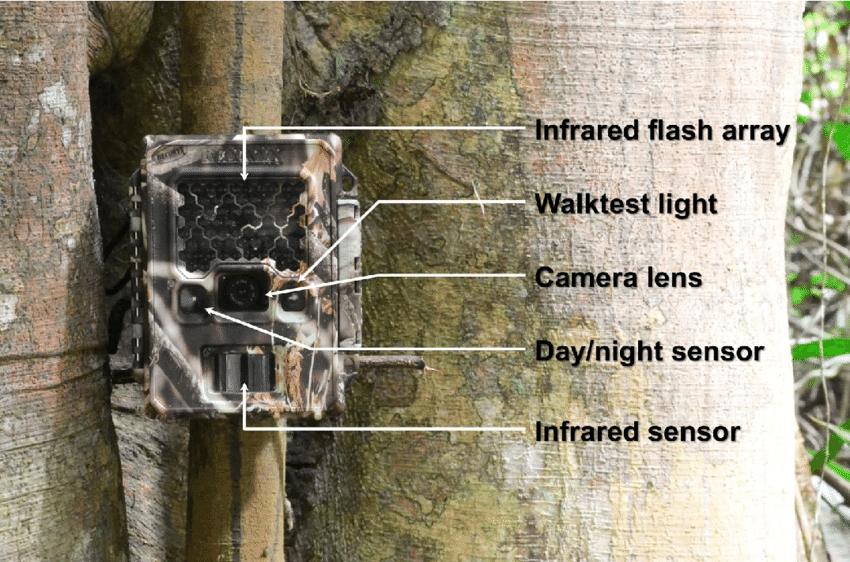 Infrared flash array
Walktest light
Camera lens
Day/night sensor
Infrared sensor